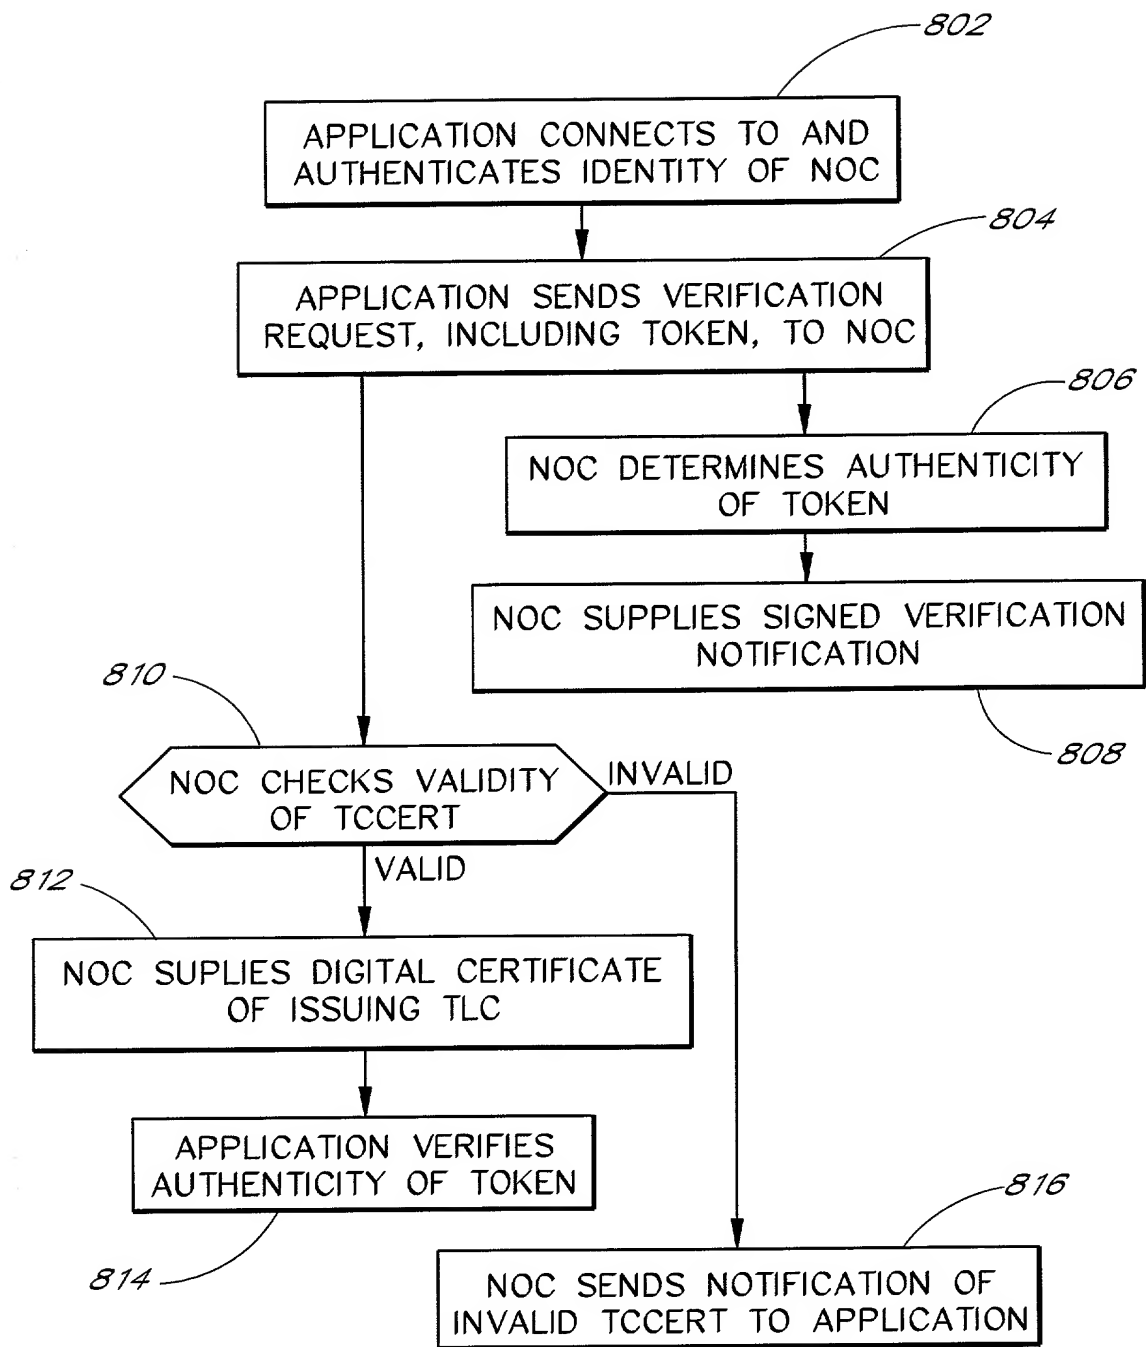 802
APPLICATION CONNECTS TO AND
AUTHENTICATES IDENTITY OF NOC
804
APPLICATION SENDS VERIFICATION
REQUEST, INCLUDING TOKEN, TO NOC
806
NOC DETERMINES AUTHENTICITY
OF TOKEN
NOC SUPPLIES SIGNED VERIFICATION
NOTIFICATION
808
810
NOC CHECKS VALIDITY
OF TCCERT
INVALID
VALID
812
NOC SUPLIES DIGITAL CERTIFICATE
OF ISSUING TLC
APPLICATION VERIFIES
AUTHENTICITY OF TOKEN
814
816
NOC SENDS NOTIFICATION OF
INVALID TCCERT TO APPLICATION